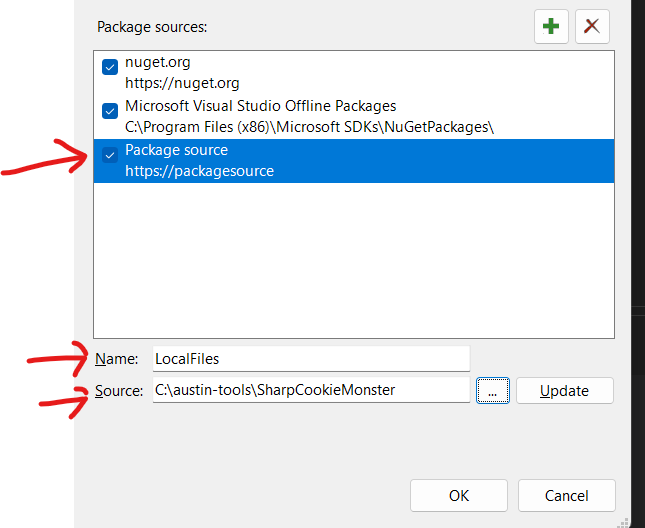 Package sources:
nuget.org
https://nuget.org
Microsoft Visual Studio Offline Packages
C:\Program Files (x86)\Microsoft SDKs\NuGetPackages\
Package source
https://packagesource
Name: LocalFiles
Source: C:\austin-tools\SharpCookieMonster ... Update
OK Cancel